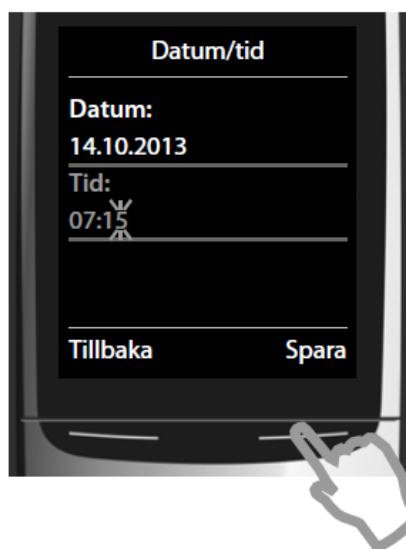 Datum/tid
Datum:
14.10.2013
Tid:
07:15
Tillbaka Spara